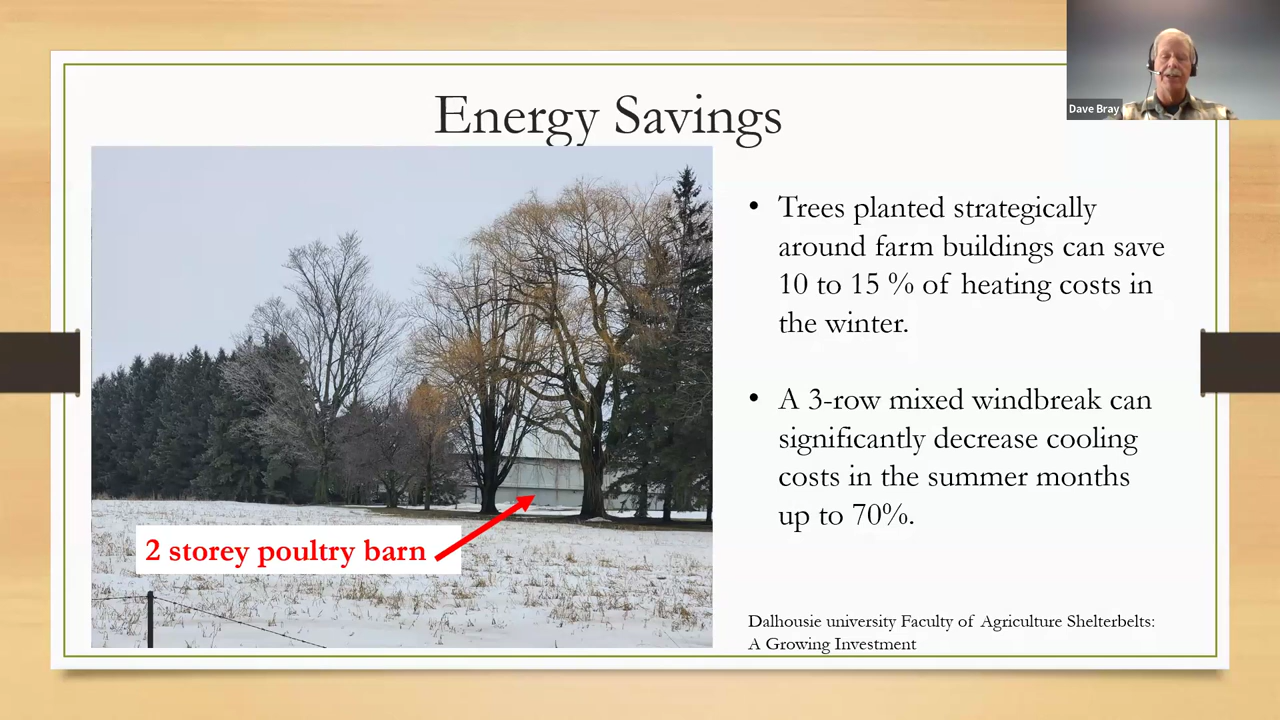 Energy Savings
Dave Bray
• Trees planted strategically
around farm buildings can save
10 to 15 % of heating costs in
the winter.
• A 3-row mixed windbreak can
significantly decrease cooling
costs in the summer months
up to 70%.
2 storey poultry barn
Dalhousie university Faculty of Agriculture Shelterbelts:
A Growing Investment